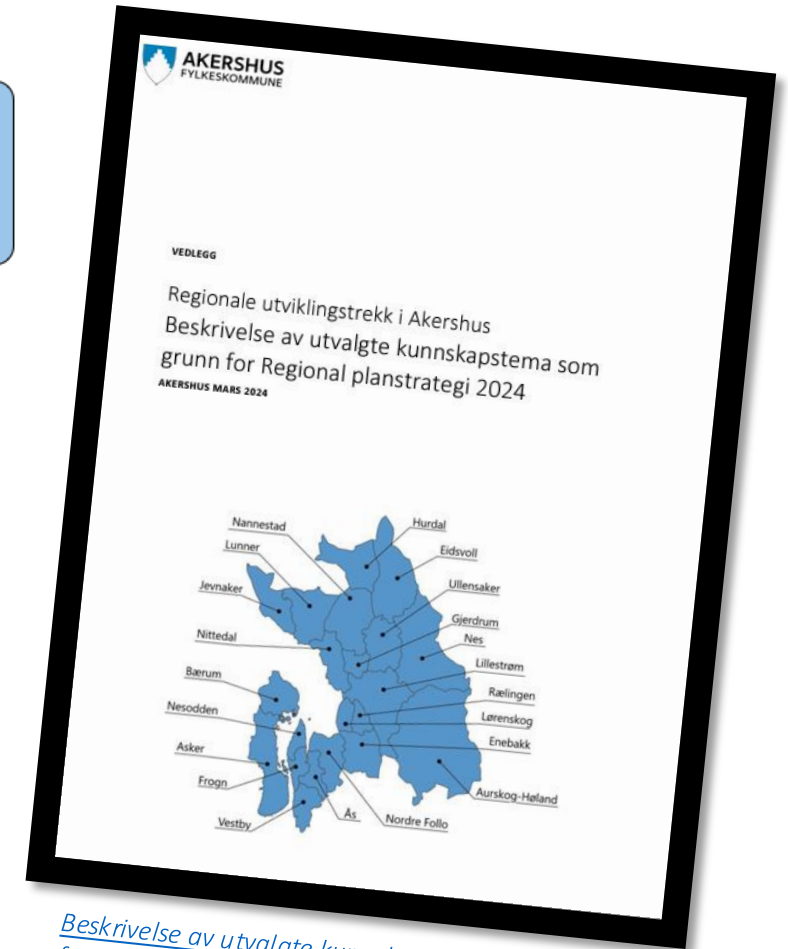 AKERSHUS
FYLKESKOMMUNE
VEDLEGG
Regionale utviklingstrekk i Akershus
Beskrivelse av utvalgte kunnskapstema som
grunn for Regional planstrategi 2024
AKERSHUS MARS 2024
Nannestad
Hurdal
Lunner
Eidsvoll
Jevnaker
Ullensaker
Gjerdrum
Nittedal
Nes
Lillestrøm
Bærum
Rælingen
Nesodden
Lørenskog
Enebakk
Asker
Frogn
Aurskog-Høland
Vestby
Ås
Nordre Follo
Beskrivelse av utvalgte